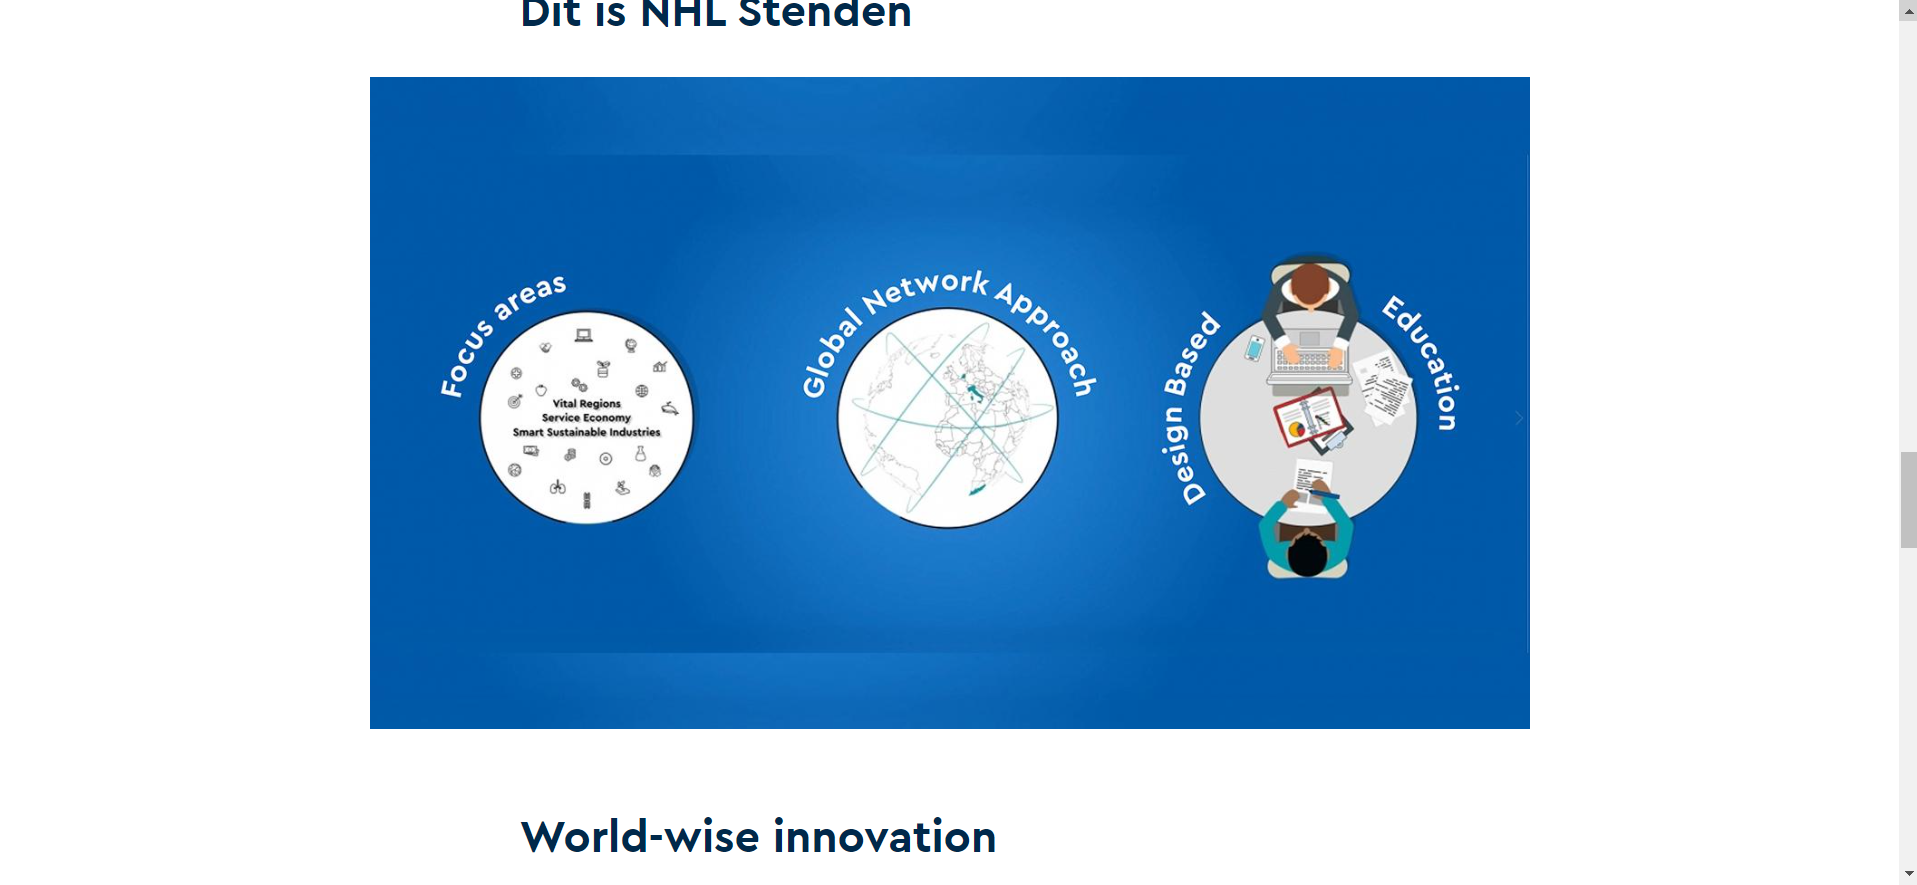 Dit is NHL Stenden
Focus areas
Vital Regions
Service Economy
Smart Sustainable Industries
Global Network Approach
Design Based
Education
World-wise innovation